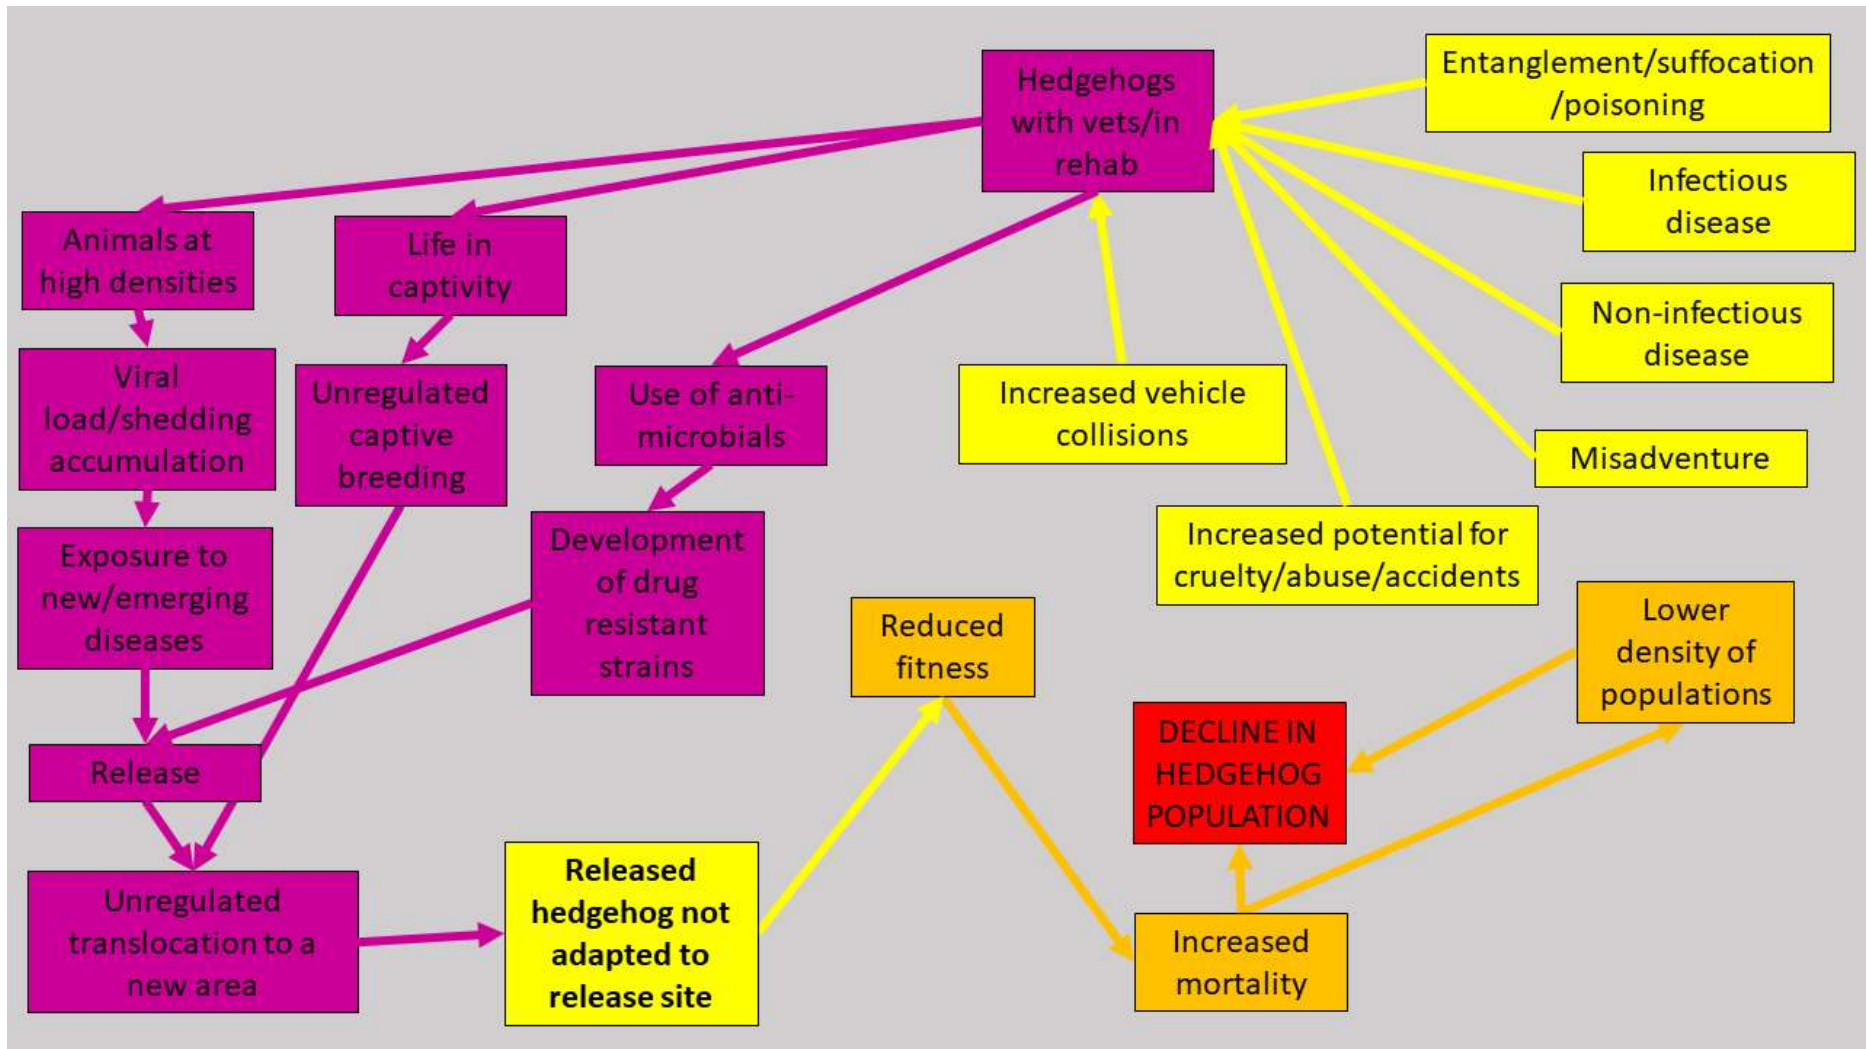 Hedgehogs
with vets/in
rehab
Entanglement/suffocation
/poisoning
Infectious
disease
Animals at
high densities
Life in
captivity
Non-infectious
disease
Viral
load/shedding
accumulation
Unregulated
captive
breeding
Use of anti-
microbials
Increased vehicle
collisions
Misadventure
Exposure to
new/emerging
diseases
Development
of drug
resistant
strains
Increased potential for
cruelty/abuse/accidents
Reduced
fitness
Lower
density of
populations
Release
DECLINE IN
HEDGEHOG
POPULATION
Unregulated
translocation to a
new area
Released
hedgehog not
adapted to
release site
Increased
mortality